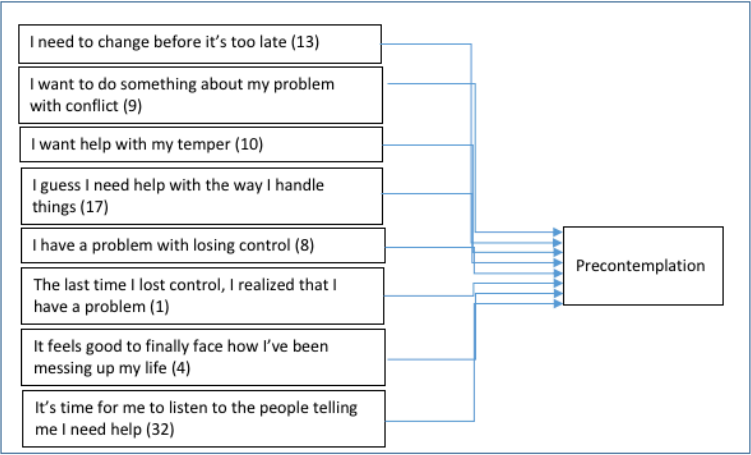 I need to change before it's too late (13)
I want to do something about my problem
with conflict (9)
I want help with my temper (10)
I guess I need help with the way I handle
things (17)
I have a problem with losing control (8)
The last time I lost control, I realized that I
have a problem (1)
It feels good to finally face how I've been
messing up my life (4)
It's time for me to listen to the people telling
me I need help (32)
Precontemplation